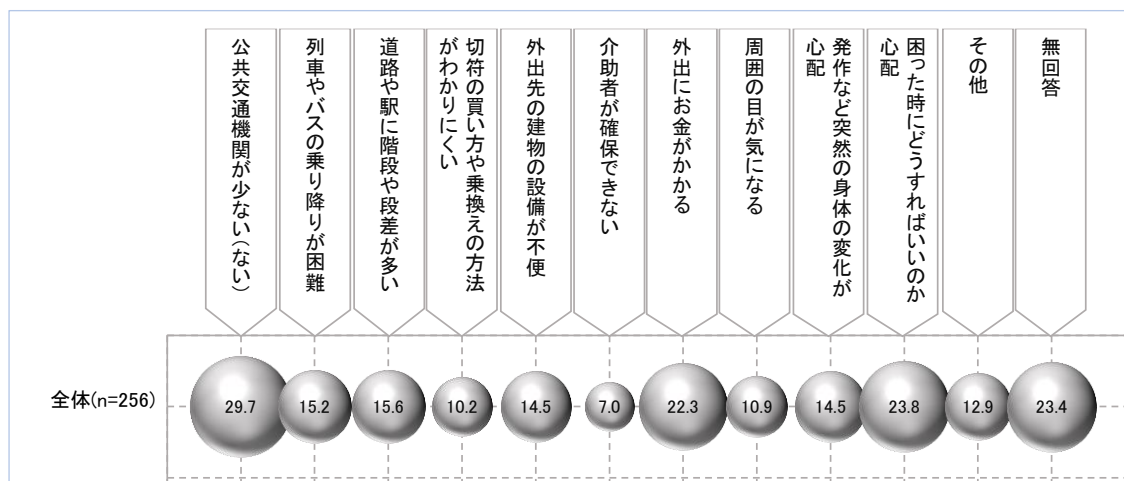 公共交通機関が少ない(ない)
列車やバスの乗り降りが困難
道路や駅に階段や段差が多い
切符の買い方や乗換えの方法
がわかりにくい
外出先の建物の設備が不便
介助者が確保できない
外出にお金がかかる
周囲の目が気になる
発作など突然の身体の変化が
心配
困った時にどうすればいいのか
心配
その他
無回答
全体(n=256)
29.7
15.2
15.6
10.2
14.5
7.0
22.3
10.9
14.5
23.8
12.9
23.4